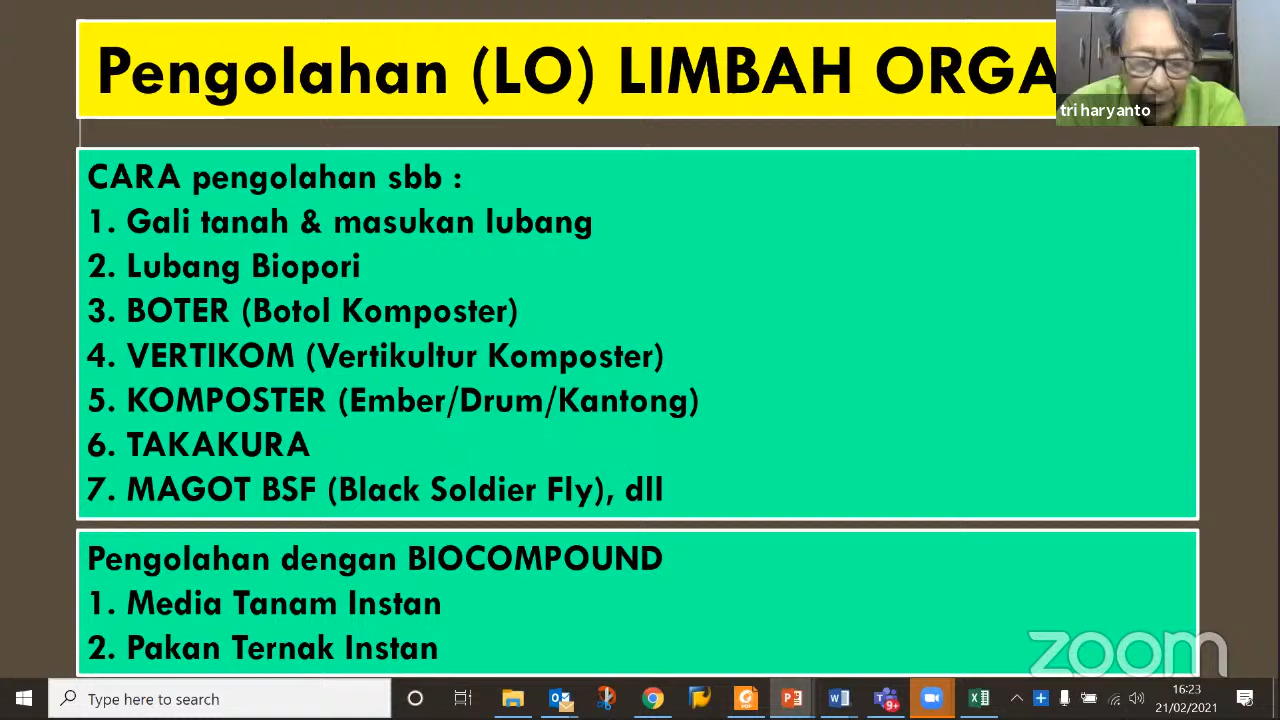 Pengolahan (LO) LIMBAH ORGA
tri haryanto
CARA pengolahan sbb :
1. Gali tanah & masukan lubang
2. Lubang Biopori
3. BOTER (Botol Komposter)
4. VERTIKOM (Vertikultur Komposter)
5. KOMPOSTER (Ember/Drum/Kantong)
6. TAKAKURA
7. MAGOT BSF (Black Soldier Fly), dll
Pengolahan dengan BIOCOMPOUND
1. Media Tanam Instan
2. Pakan Ternak Instan
zoom
Type here to search
9+
16:23
21/02/2021